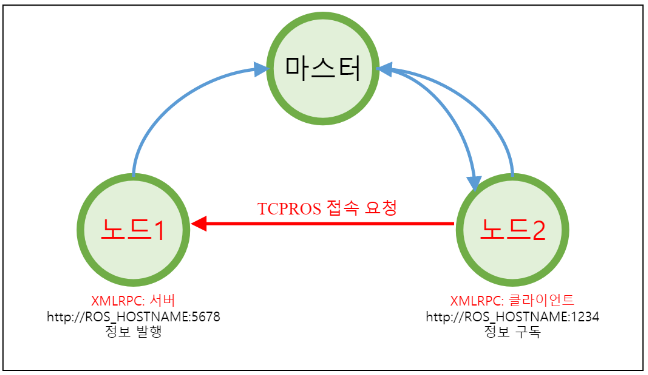 마스터
TCPROS 접속 요청
노드1
노드2
XMLRPC: 서버
http://ROS_HOSTNAME:5678
정보 발행
XMLRPC: 클라이언트
http://ROS_HOSTNAME:1234
정보 구독